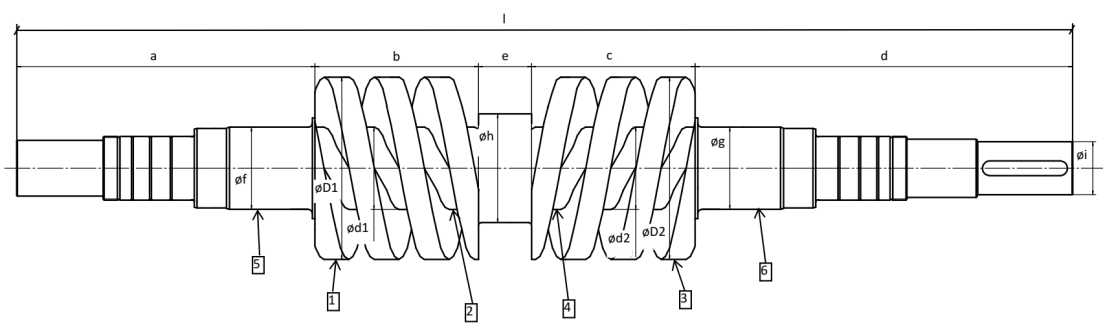 l
a b e c d
øh øg øi
øf øD1
ød1 ød2 øD2
5 6
1 2 4 3